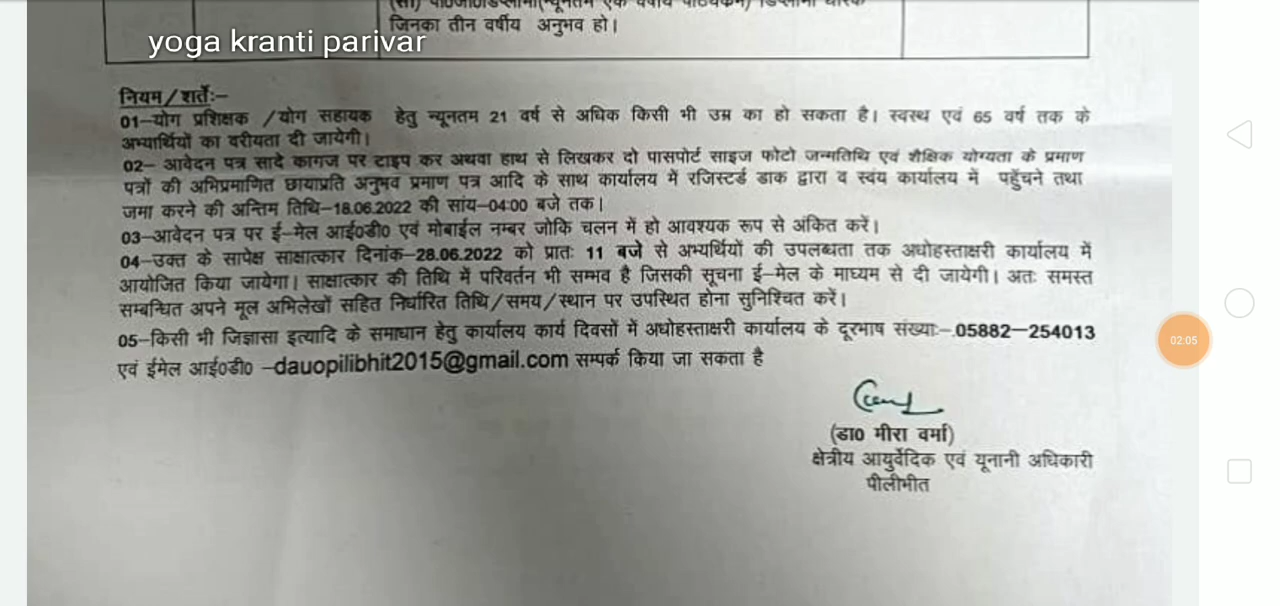 जिनका तीन वर्षीय अनुभव हो।
yoga kranti parivar
नियम/शर्तेः–
01–योग प्रशिक्षक /योग सहायक हेतु न्यूनतम 21 वर्ष से अधिक किसी भी उम्र का हो सकता है। स्वस्थ एवं 65 वर्ष तक के
अभ्यार्थियों का वरीयता दी जायेगी।
02– आवेदन पत्र सादे कागज पर टाइप कर अथवा हाथ से लिखकर दो पासपोर्ट साइज फोटो जन्मतिथि एवं शैक्षिक योग्यता के प्रमाण
पत्रों की अभिप्रमाणित छायाप्रति अनुभव प्रमाण पत्र आदि के साथ कार्यालय में रजिस्टर्ड डाक द्वारा व स्वंय कार्यालय में पहुँचने तथा
जमा करने की अन्तिम तिथि–18.06.2022 की सांय–04:00 बजे तक।
03–आवेदन पत्र पर ई–मेल आई0डी0 एवं मोबाईल नम्बर जोकि चलन में हो आवश्यक रूप से अंकित करें।
04–उक्त के सापेक्ष साक्षात्कार दिनांक–28.06.2022 को प्रातः 11 बजे से अभ्यर्थियों की उपलब्धता तक अधोहस्ताक्षरी कार्यालय में
आयोजित किया जायेगा। साक्षात्कार की तिथि में परिवर्तन भी सम्भव है जिसकी सूचना ई–मेल के माध्यम से दी जायेगी। अतः समस्त
सम्बन्धित अपने मूल अभिलेखों सहित निर्धारित तिथि/समय/स्थान पर उपस्थित होना सुनिश्चित करें।
05–किसी भी जिज्ञासा इत्यादि के समाधान हेतु कार्यालय कार्य दिवसों में अधोहस्ताक्षरी कार्यालय के दूरभाष संख्याः–.05882–254013
एवं ईमेल आई0डी0 –dauopilibhit2015@gmail.com सम्पर्क किया जा सकता है
(डा0 मीरा वर्मा)
क्षेत्रीय आयुर्वेदिक एवं यूनानी अधिकारी
पीलीभीत
02:05